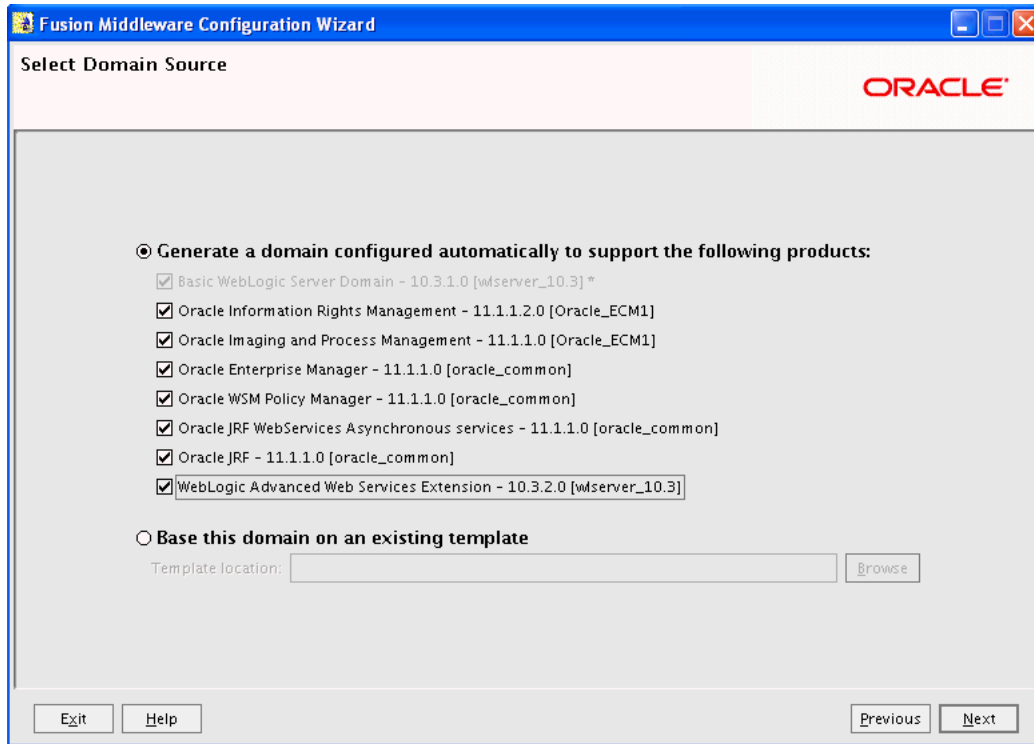 Fusion Middleware Configuration Wizard
Select Domain Source
ORACLE
Generate a domain configured automatically to support the following products:
Basic WebLogic Server Domain - 10.3.1.0 [wlserver_10.3] *
Oracle Information Rights Management - 11.1.1.2.0 [Oracle_ECM1]
Oracle Imaging and Process Management - 11.1.1.0 [Oracle_ECM1]
Oracle Enterprise Manager - 11.1.1.0 [oracle_common]
Oracle WSM Policy Manager - 11.1.1.0 [oracle_common]
Oracle JRF WebServices Asynchronous services - 11.1.1.0 [oracle_common]
Oracle JRF - 11.1.1.0 [oracle_common]
WebLogic Advanced Web Services Extension - 10.3.2.0 [wlserver_10.3]
Base this domain on an existing template
Template location: Browse
Exit Help Previous Next